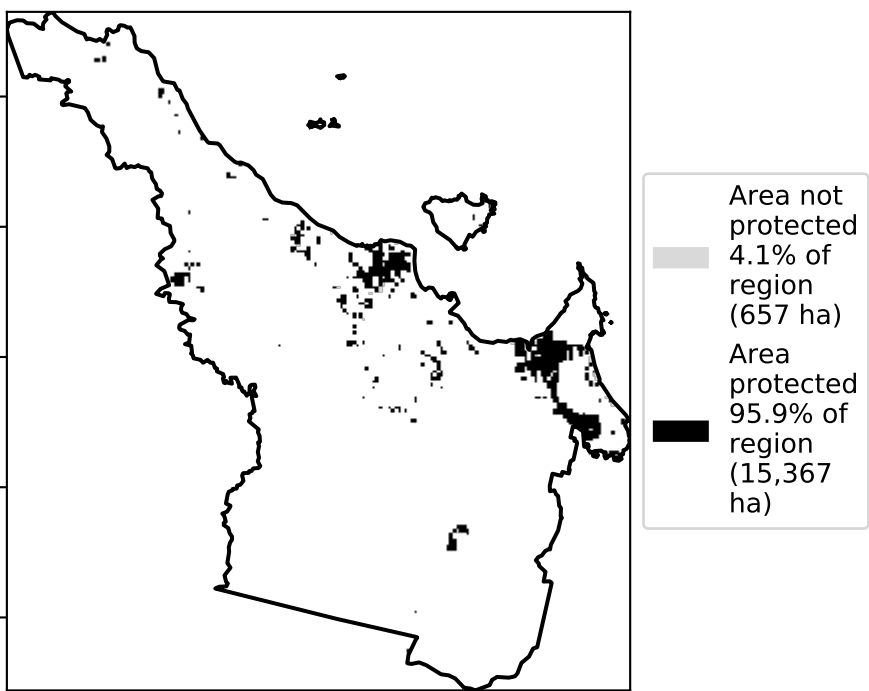 Area not
protected
4.1% of
region
(657 ha)
Area
protected
95.9% of
region
(15,367
ha)